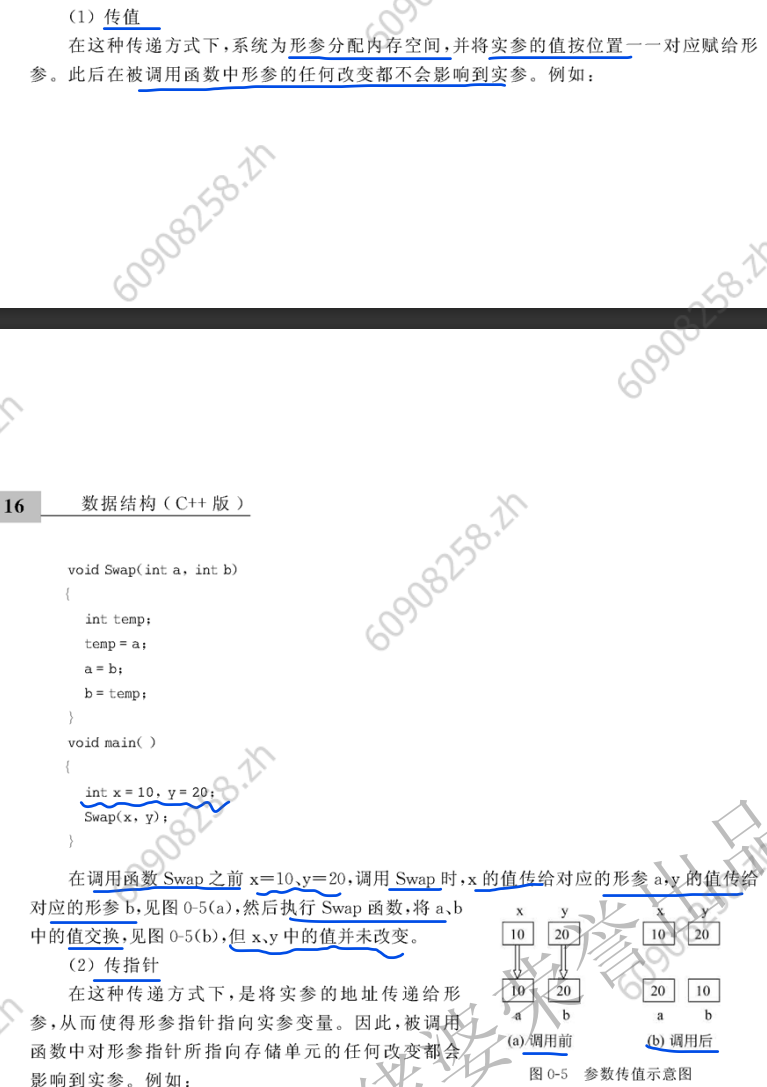 (1) 传值
在这种传递方式下,系统为形参分配内存空间,并将实参的值按位置一一对应赋给形
参。此后在被调用函数中形参的任何改变都不会影响到实参。例如:
60908258.zh
60908258.zh
16 数据结构(C++版)
60908258.zh
void Swap(int a, int b)
{
int temp;
temp = a;
a = b;
b = temp;
}
void main( )
{
int x = 10, y = 20;
Swap(x, y);
}
60908258.zh
在调用函数 Swap 之前 x=10、y=20,调用 Swap 时,x 的值传给对应的形参 a,y 的值传给
对应的形参 b,见图 0-5(a),然后执行 Swap 函数,将 a、b
中的值交换,见图 0-5(b),但 x、y 中的值并未改变。
(2) 传指针
在这种传递方式下,是将实参的地址传递给形
参,从而使得形参指针指向实参变量。因此,被调用
函数中对形参指针所指向存储单元的任何改变都会
影响到实参。例如:
x y x y
10 20 10 20
10 20 20 10
a b a b
(a) 调用前 (b) 调用后
图 0-5 参数传值示意图